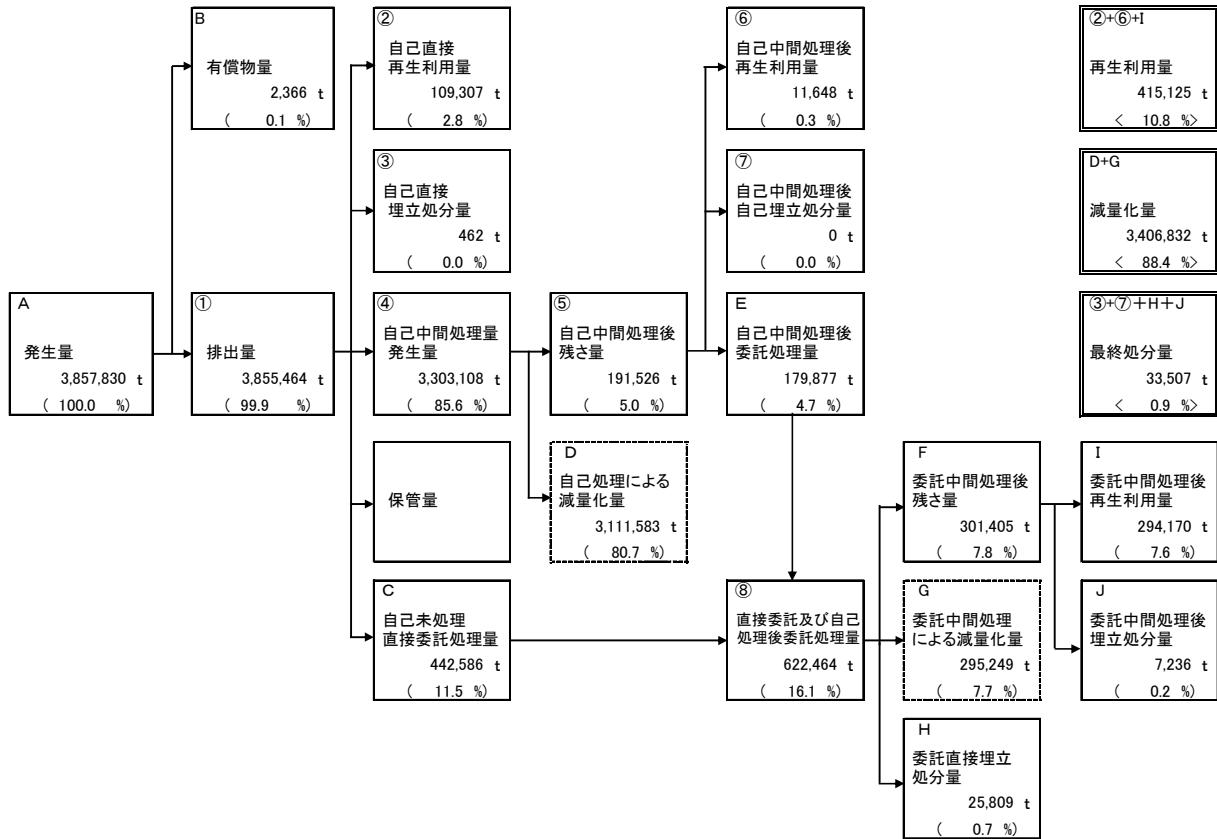 B
有償物量
2,366 t
( 0.1 %)
②
自己直接
再生利用量
109,307 t
( 2.8 %)
⑥
自己中間処理後
再生利用量
11,648 t
( 0.3 %)
②+⑥+I
再生利用量
415,125 t
< 10.8 %>
③
自己直接
埋立処分量
462 t
( 0.0 %)
⑦
自己中間処理後
自己埋立処分量
0 t
( 0.0 %)
D+G
減量化量
3,406,832 t
< 88.4 %>
A
発生量
3,857,830 t
( 100.0 %)
①
排出量
3,855,464 t
( 99.9 %)
④
自己中間処理量
発生量
3,303,108 t
( 85.6 %)
⑤
自己中間処理後
残さ量
191,526 t
( 5.0 %)
E
自己中間処理後
委託処理量
179,877 t
( 4.7 %)
③+⑦+H+J
最終処分量
33,507 t
< 0.9 %>
保管量
D
自己処理による
減量化量
3,111,583 t
( 80.7 %)
F
委託中間処理後
残さ量
301,405 t
( 7.8 %)
I
委託中間処理後
再生利用量
294,170 t
( 7.6 %)
C
自己未処理
直接委託処理量
442,586 t
( 11.5 %)
⑧
直接委託及び自己
処理後委託処理量
622,464 t
( 16.1 %)
G
委託中間処理
による減量化量
295,249 t
( 7.7 %)
J
委託中間処理後
埋立処分量
7,236 t
( 0.2 %)
H
委託直接埋立
処分量
25,809 t
( 0.7 %)